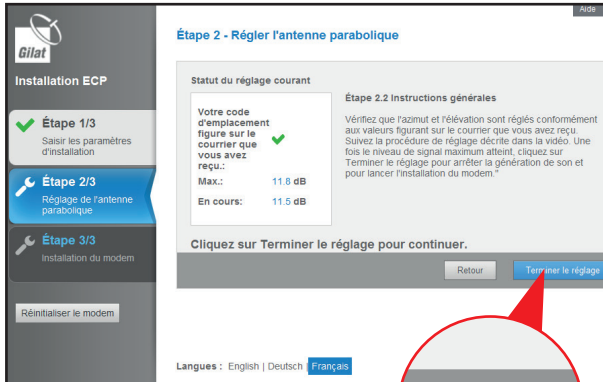 Aide
Gilat
Installation ECP
Étape 1/3
Saisir les paramètres
d'installation
Étape 2/3
Réglage de l'antenne
parabolique
Étape 3/3
Installation du modem
Réinitialiser le modem
Étape 2 - Régler l'antenne parabolique
Statut du réglage courant
Votre code
d'emplacement
figure sur le
courrier que
vous avez
reçu.:
Max.: 11.8 dB
En cours: 11.5 dB
Étape 2.2 Instructions générales
Vérifiez que l'azimut et l'élévation sont réglés conformément
aux valeurs figurant sur le courrier que vous avez reçu.
Suivez la procédure de réglage décrite dans la vidéo. Une
fois le niveau de signal maximum atteint, cliquez sur
Terminer le réglage pour arrêter la génération de son et
pour lancer l'installation du modem."
Cliquez sur Terminer le réglage pour continuer.
Retour
Terminer le réglage
Langues : English | Deutsch | Français